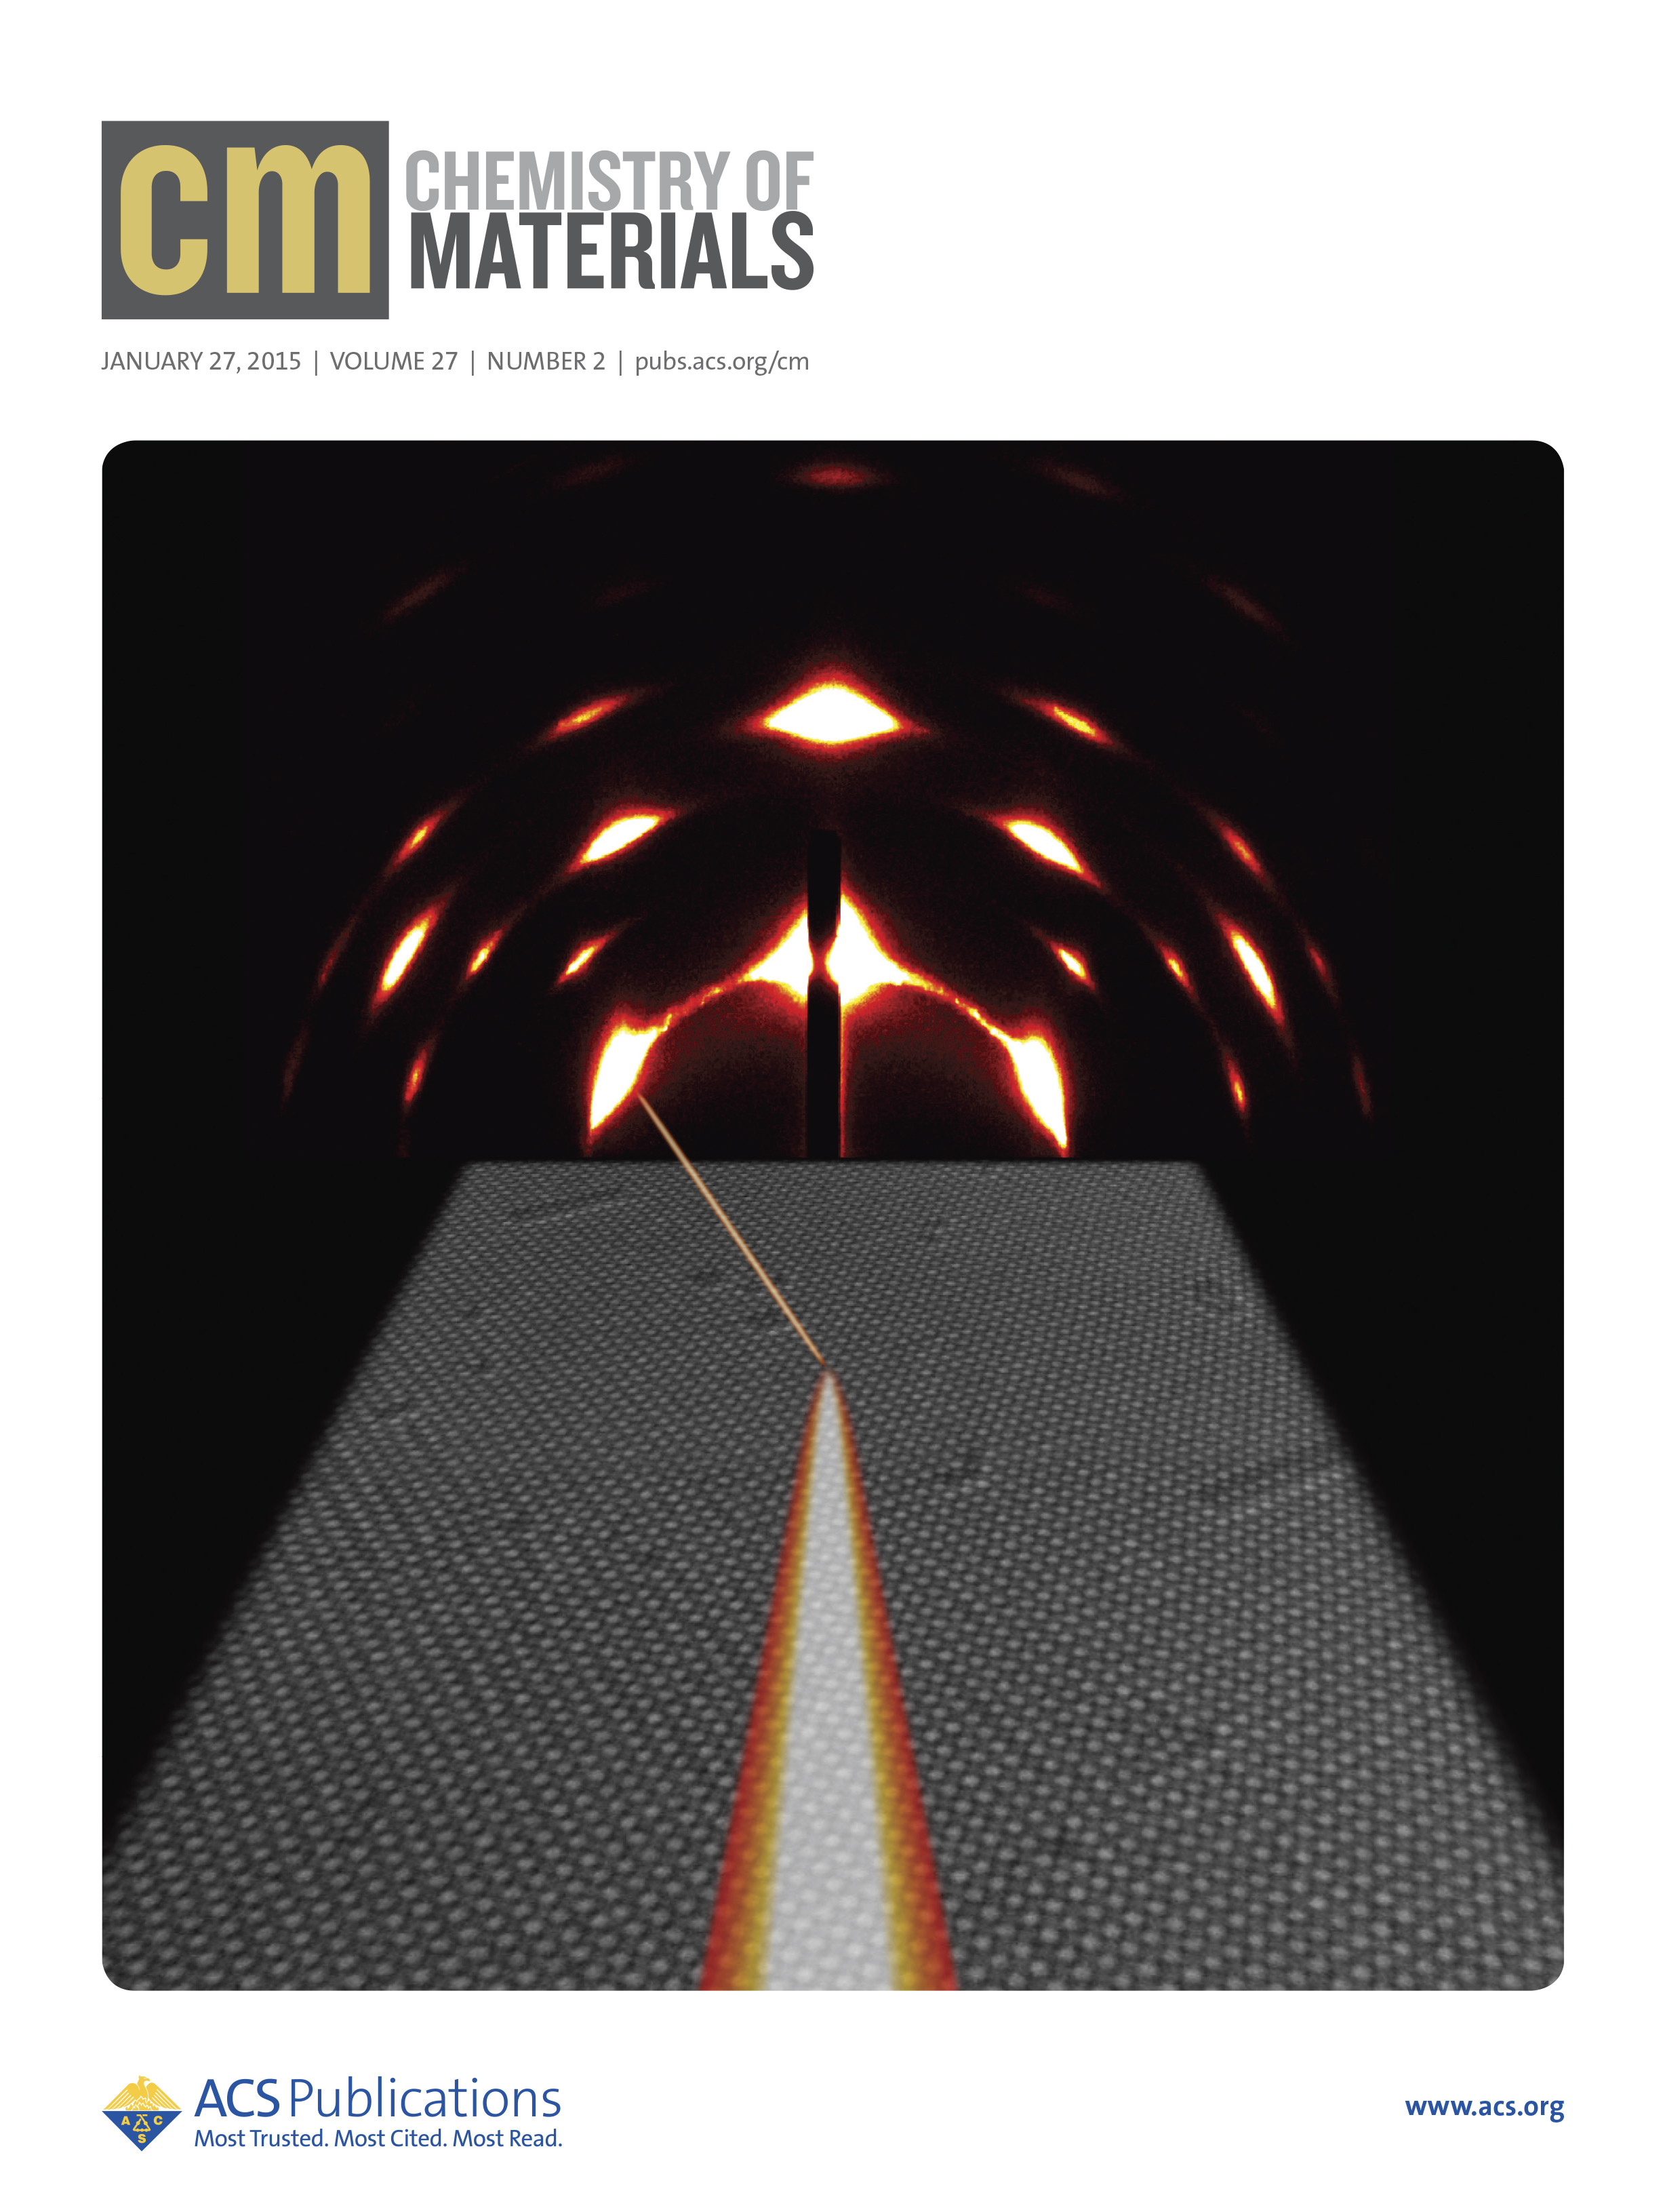 cm
CHEMISTRY OF
MATERIALS
JANUARY 27, 2015 | VOLUME 27 | NUMBER 2 | pubs.acs.org/cm
A C S
ACS Publications
Most Trusted. Most Cited. Most Read.
www.acs.org